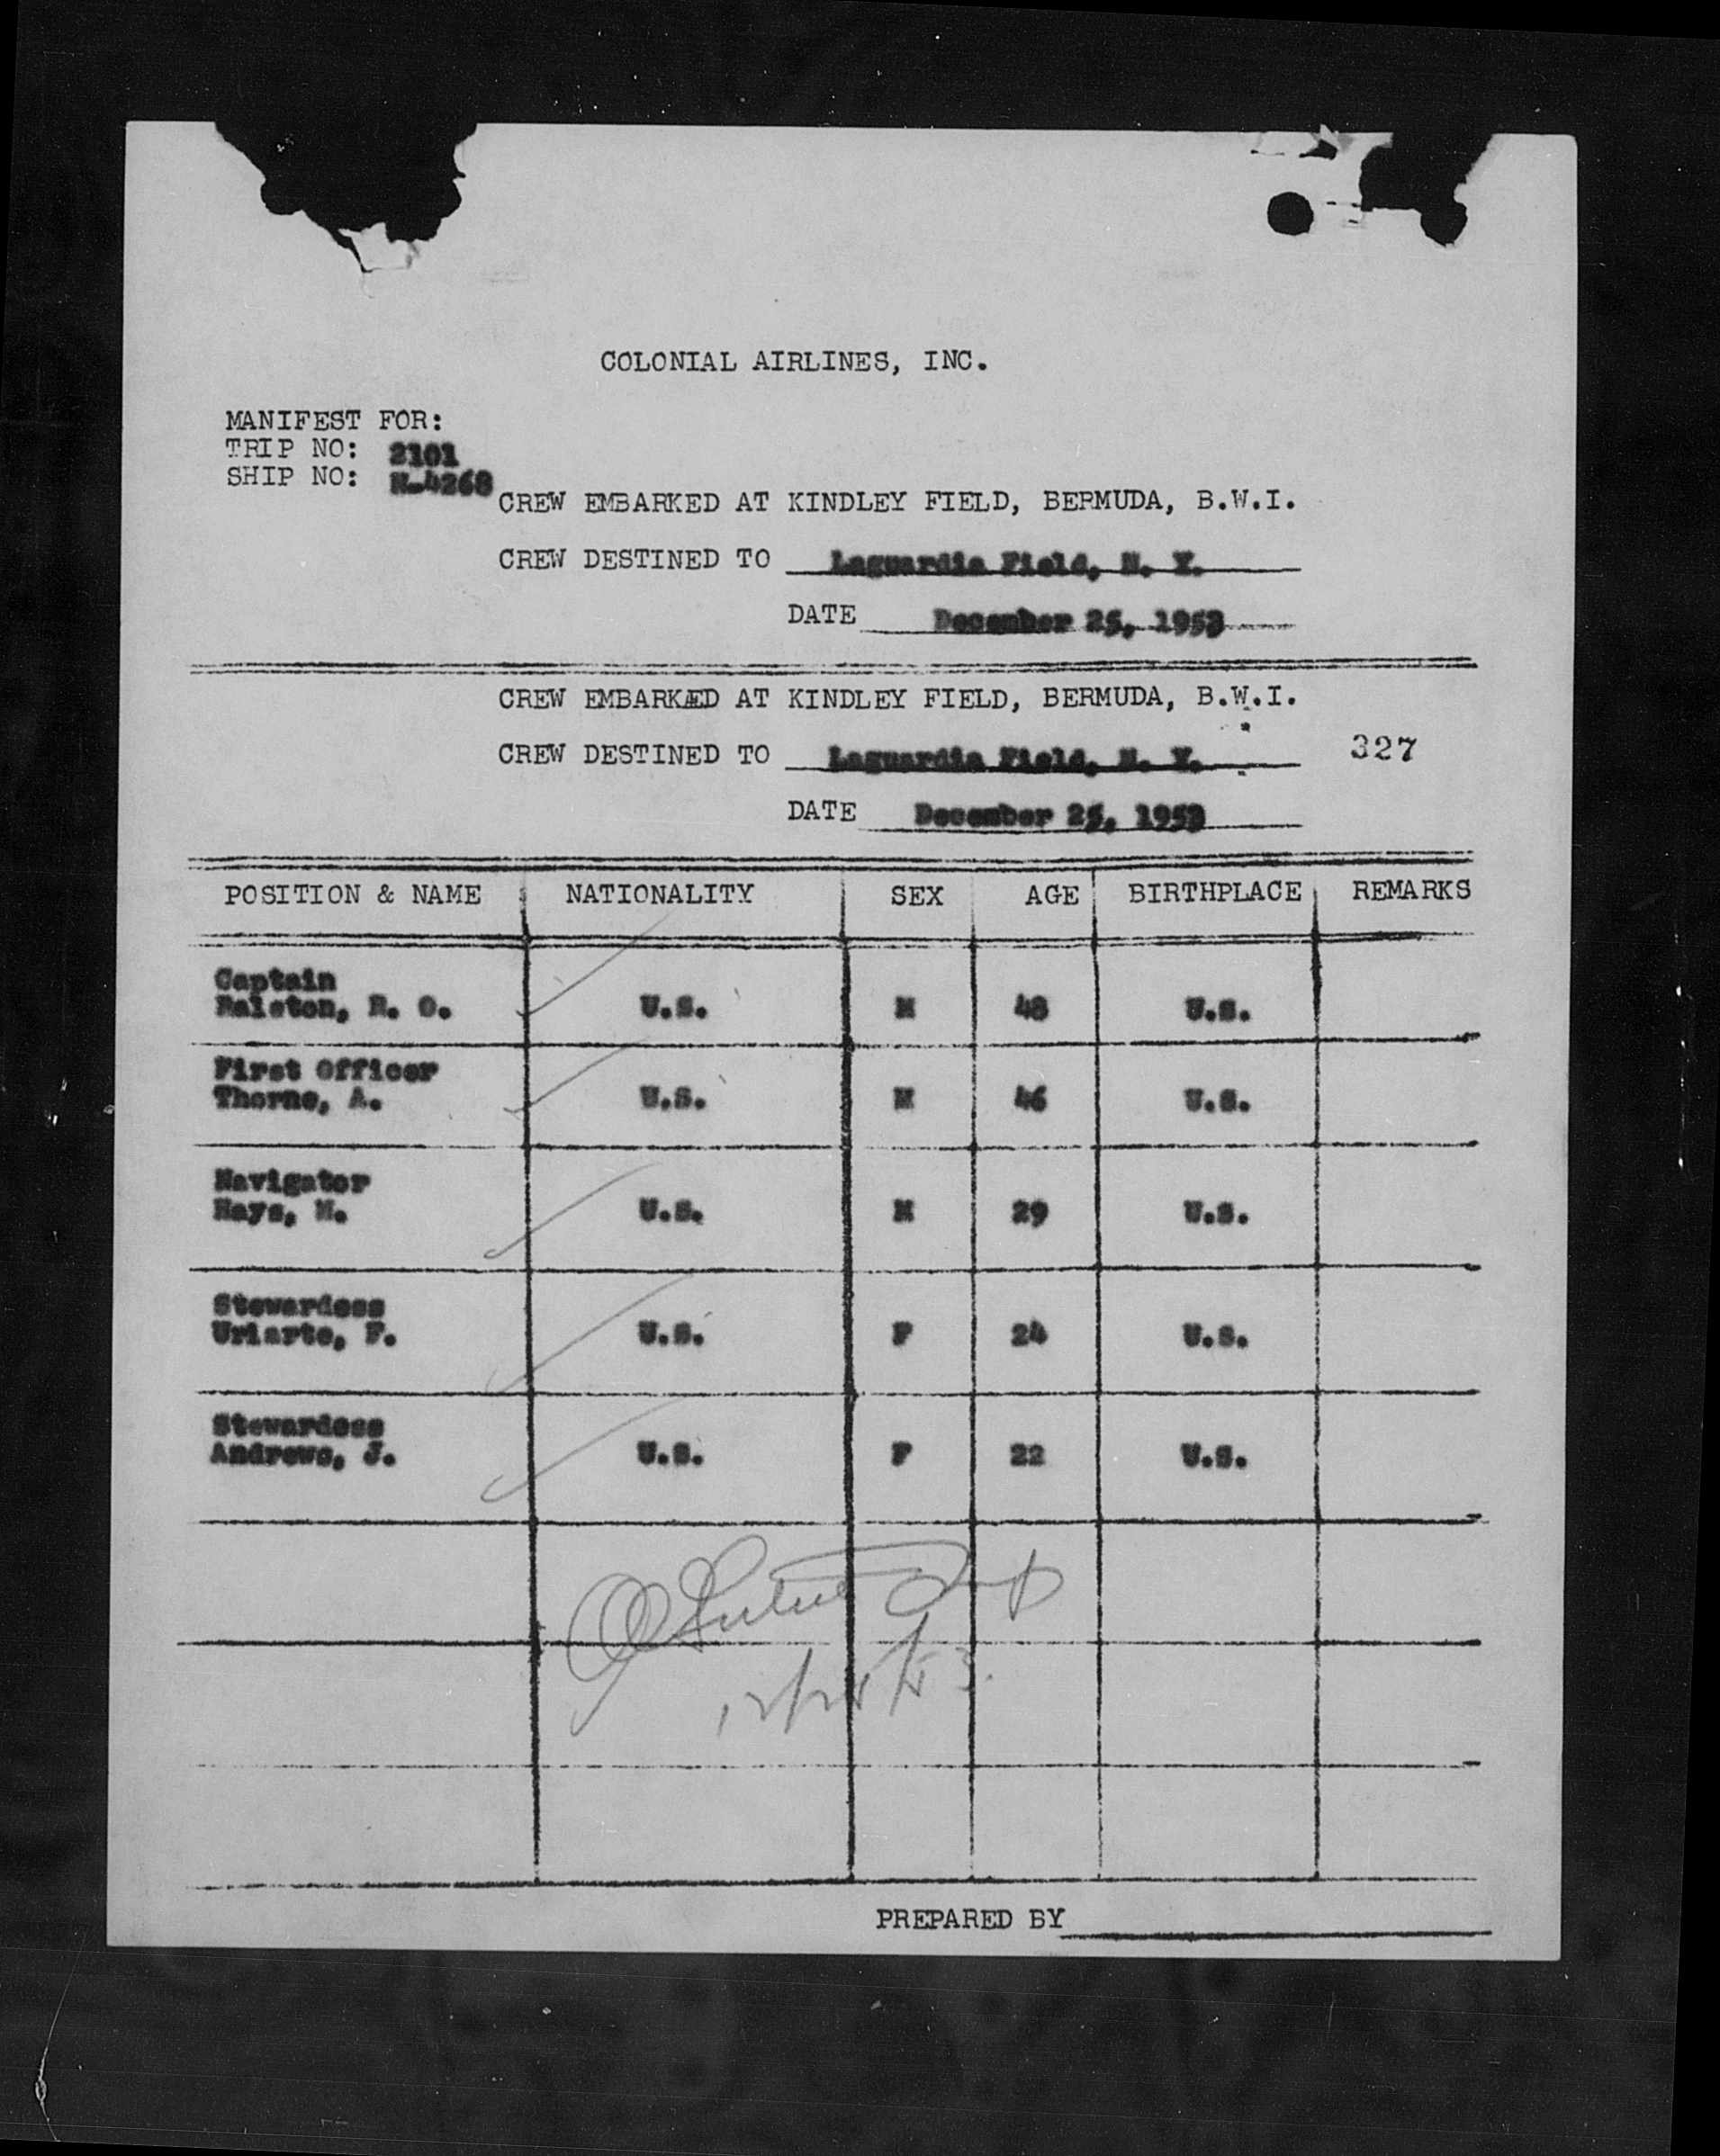 COLONIAL AIRLINES, INC.
MANIFEST FOR:
TRIP NO: 2101
SHIP NO: N-4268
CREW EMBARKED AT KINDLEY FIELD, BERMUDA, B.W.I.
CREW DESTINED TO Laguardia Field, N. Y.
DATE December 25, 1953
CREW EMBARKED AT KINDLEY FIELD, BERMUDA, B.W.I.
CREW DESTINED TO Laguardia Field, N. Y.
327
DATE December 25, 1953
POSITION & NAME NATIONALITY SEX AGE BIRTHPLACE REMARKS
Captain
Ralston, R. O. U.S. M 48 U.S.
First Officer
Thorne, A. U.S. M 46 U.S.
Navigator
Hays, M. U.S. M 29 U.S.
Stewardess
Uriarte, F. U.S. F 24 U.S.
Stewardess
Andrews, J. U.S. F 22 U.S.
12/25/53.
PREPARED BY